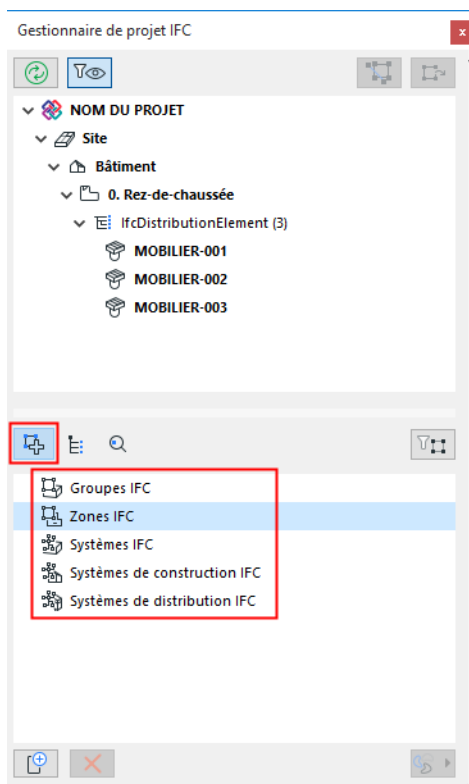 Gestionnaire de projet IFC
NOM DU PROJET
Site
Bâtiment
0. Rez-de-chaussée
IfcDistributionElement (3)
MOBILIER-001
MOBILIER-002
MOBILIER-003
Groupes IFC
Zones IFC
Systèmes IFC
Systèmes de construction IFC
Systèmes de distribution IFC